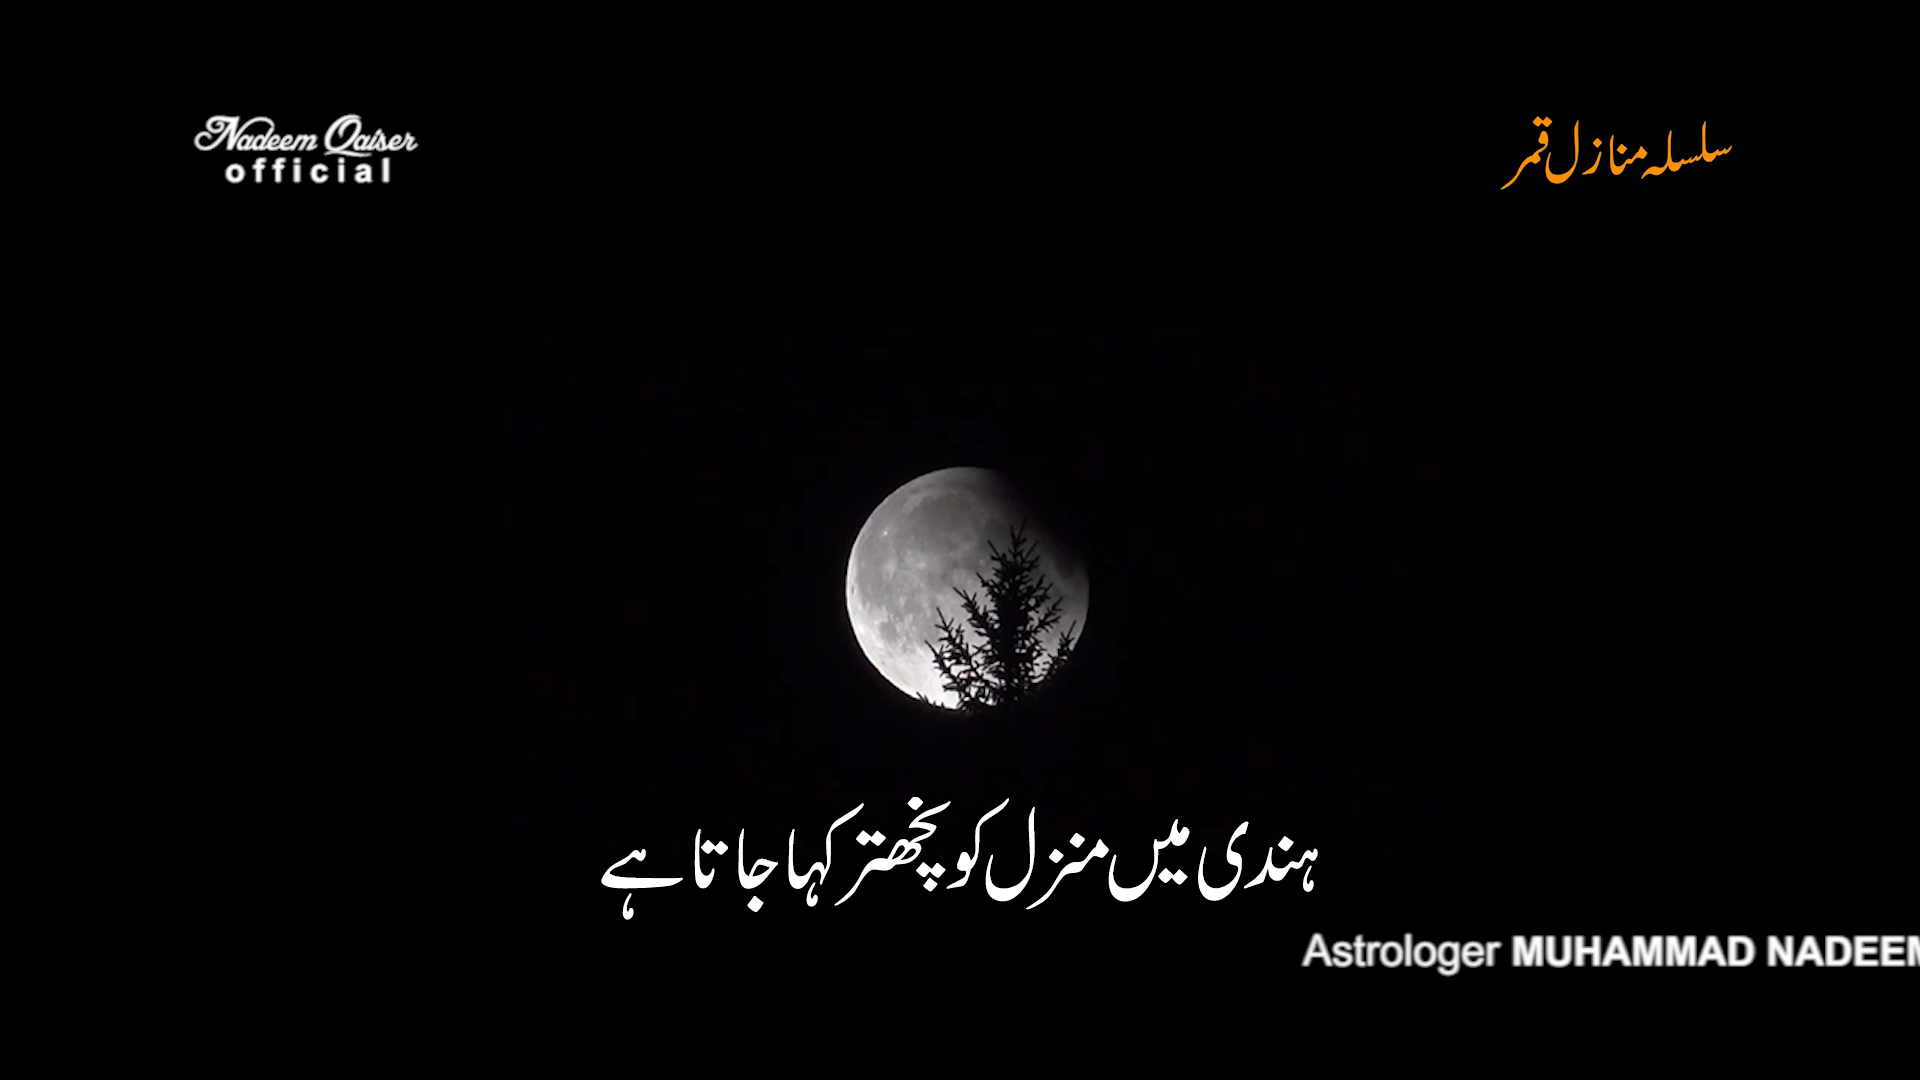 Nadeem Qaiser
official
سلسلہ منازل قمر
ہندی میں منزل کو نچھتر کہا جاتا ہے
Astrologer MUHAMMAD NADEEM